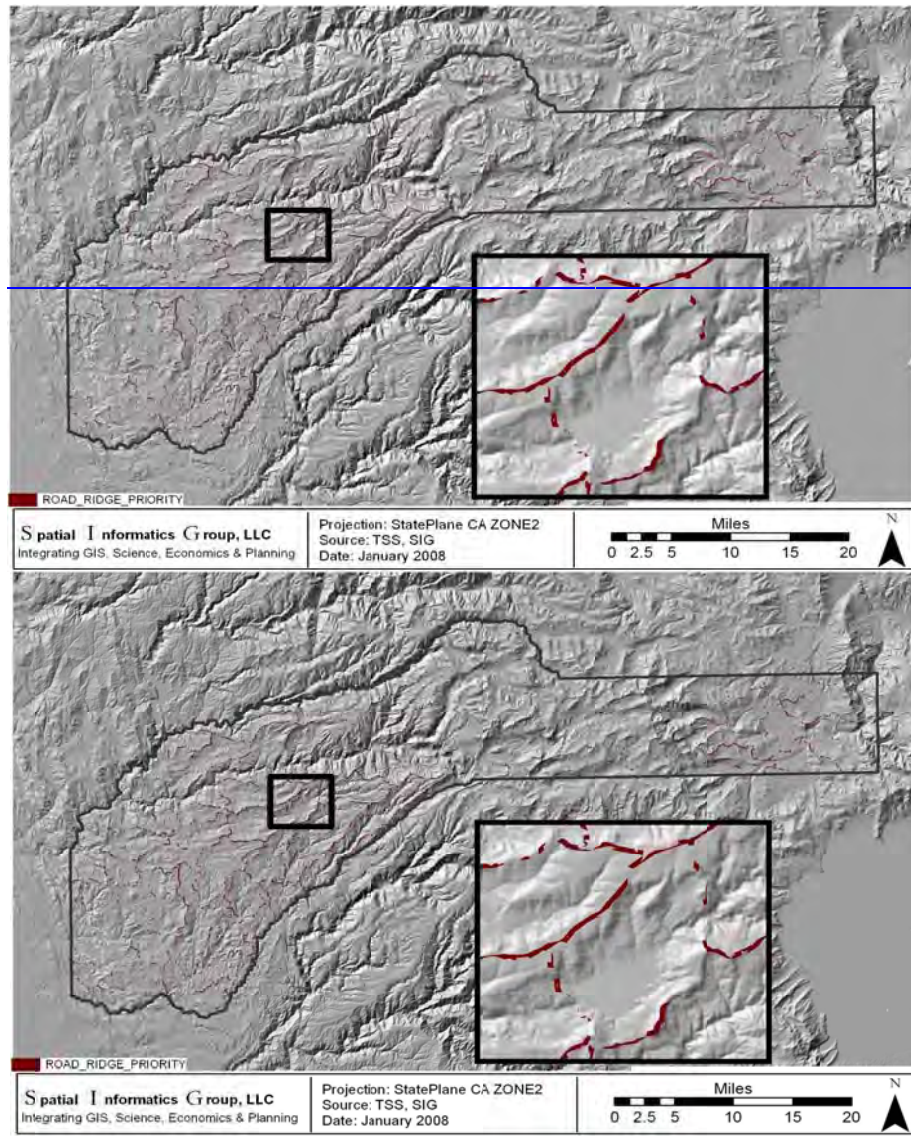 ROAD_RIDGE_PRIORITY
Spatial Informatics Group, LLC
Integrating GIS, Science, Economics & Planning
Projection: StatePlane CA ZONE2
Source: TSS, SIG
Date: January 2008
Miles
0 2.5 5 10 15 20
N
ROAD_RIDGE_PRIORITY
Spatial Informatics Group, LLC
Integrating GIS, Science, Economics & Planning
Projection: StatePlane CA ZONE2
Source: TSS, SIG
Date: January 2008
Miles
0 2.5 5 10 15 20
N